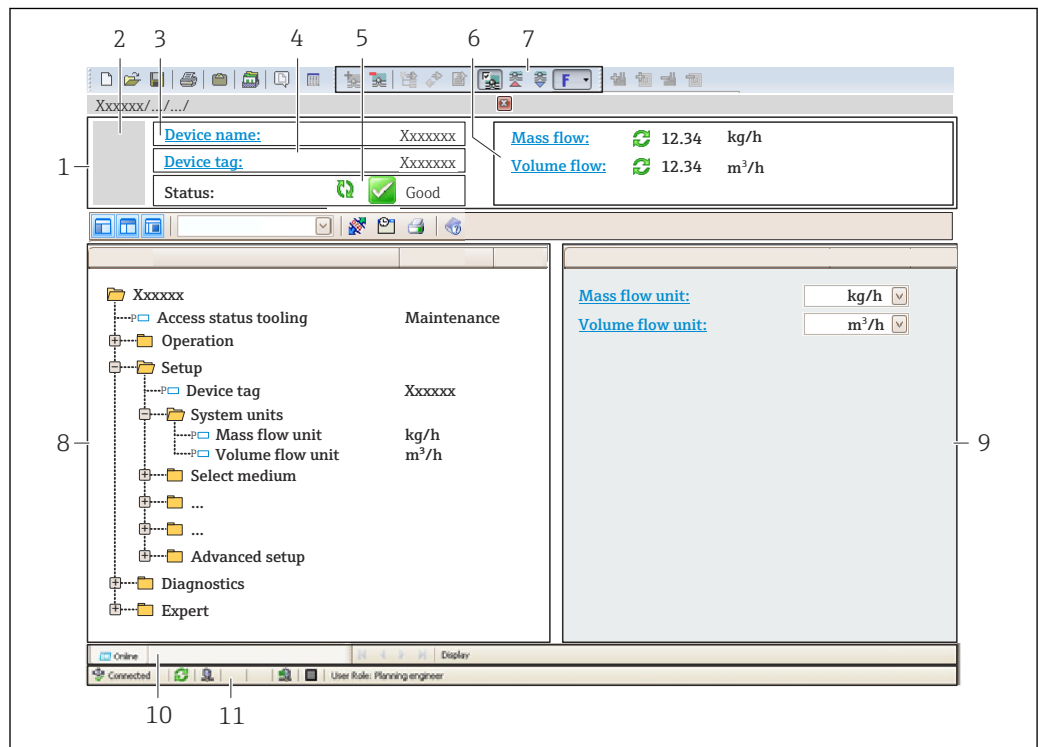 2 3 4 5 6 7
F
Xxxxxx/.../.../
Device name: Xxxxxxx
Mass flow: 12.34 kg/h
Device tag: Xxxxxxx
Volume flow: 12.34 m³/h
1
Status: Good
Xxxxxx
Mass flow unit: kg/h
Access status tooling Maintenance
Volume flow unit: m³/h
Operation
Setup
P Device tag Xxxxxx
System units
P Mass flow unit kg/h
8
9
P Volume flow unit m³/h
Select medium
...
...
Advanced setup
Diagnostics
Expert
Online Display
Connected User Role: Planning engineer
10 11